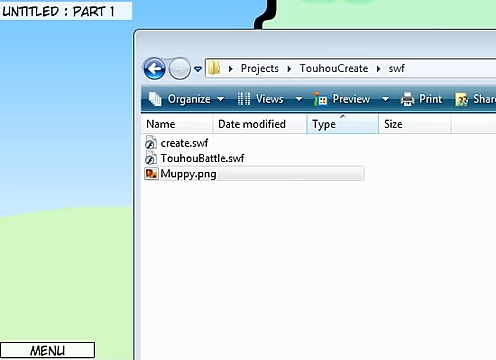 UNTITLED : PART 1
Projects TouhouCreate swf
Organize Views Preview Print Share
Name Date modified Type Size
create.swf
TouhouBattle.swf
Muppy.png
MENU